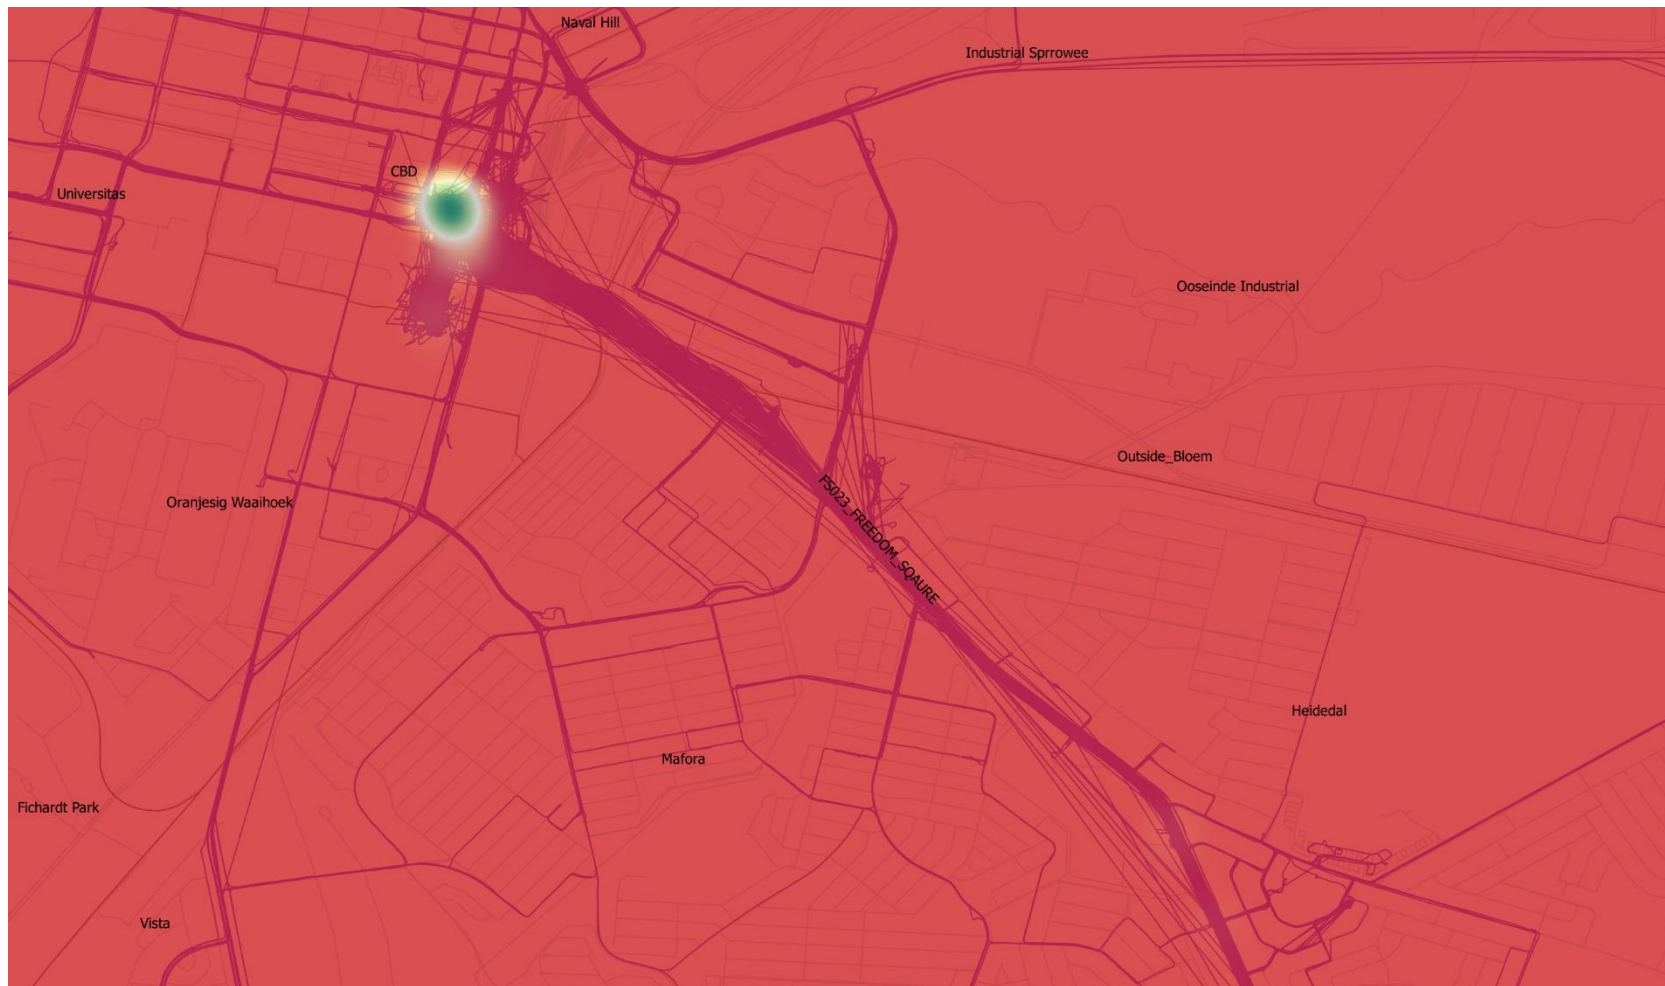 Naval Hill
Industrial Sprrowee
CBD
Universitas
Ooseinde Industrial
Outside_Bloem
FS023_FREEDOM_SQAURE
Oranjesig Waaihoek
Heidedal
Mafora
Fichardt Park
Vista